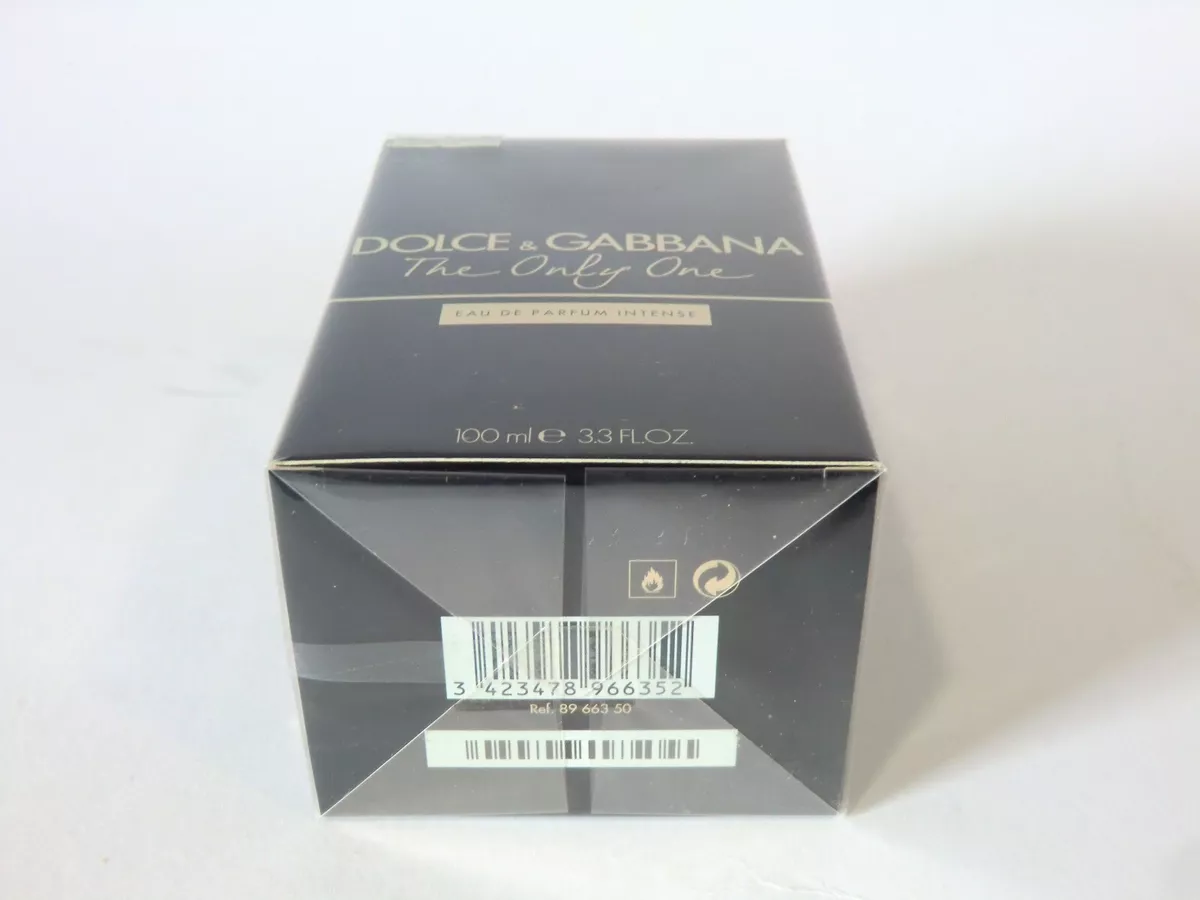 DOLCE & GABBANA
The Only One
EAU DE PARFUM INTENSE
100 ml e 3.3 FL.OZ.
3 423478 966352
Ref. 89 663 50